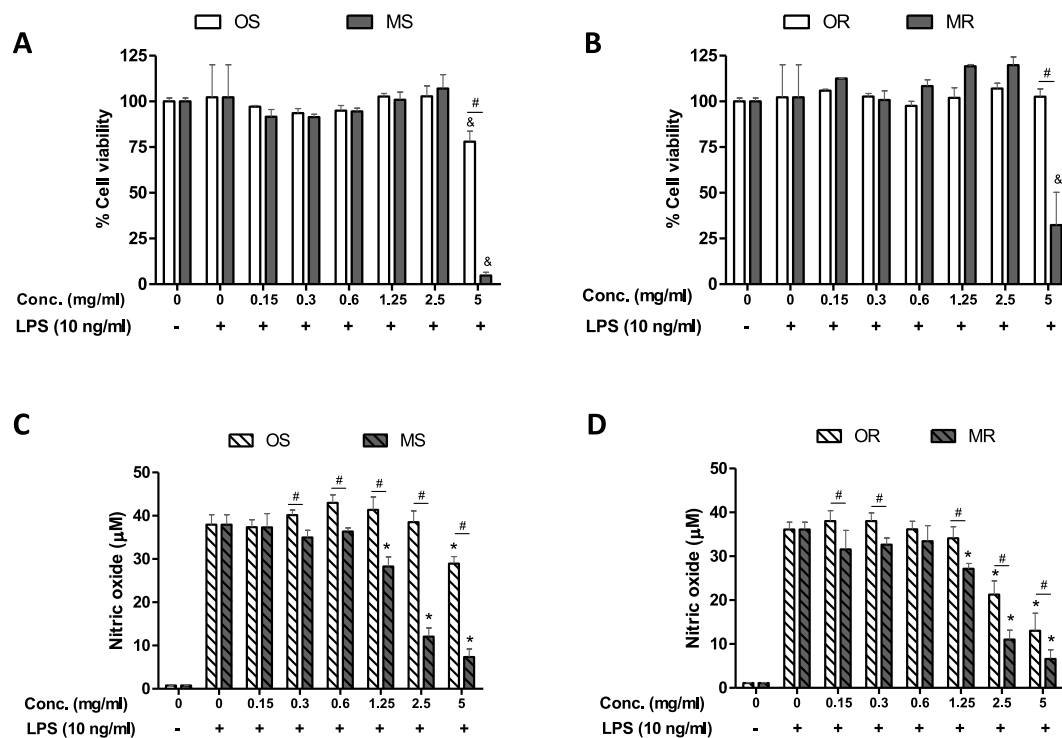 A
OS MS
125
100
75
50
25
0
% Cell viability
&
#
&
Conc. (mg/ml) 0 0 0.15 0.3 0.6 1.25 2.5 5
LPS (10 ng/ml) - + + + + + + +
B
OR MR
125
100
75
50
25
0
% Cell viability
#
&
Conc. (mg/ml) 0 0 0.15 0.3 0.6 1.25 2.5 5
LPS (10 ng/ml) - + + + + + + +
C
OS MS
50
40
30
20
10
0
Nitric oxide (µM)
# # # # #
* * * *
Conc. (mg/ml) 0 0 0.15 0.3 0.6 1.25 2.5 5
LPS (10 ng/ml) - + + + + + + +
D
OR MR
50
40
30
20
10
0
Nitric oxide (µM)
# # # # #
* * * * *
Conc. (mg/ml) 0 0 0.15 0.3 0.6 1.25 2.5 5
LPS (10 ng/ml) - + + + + + + +